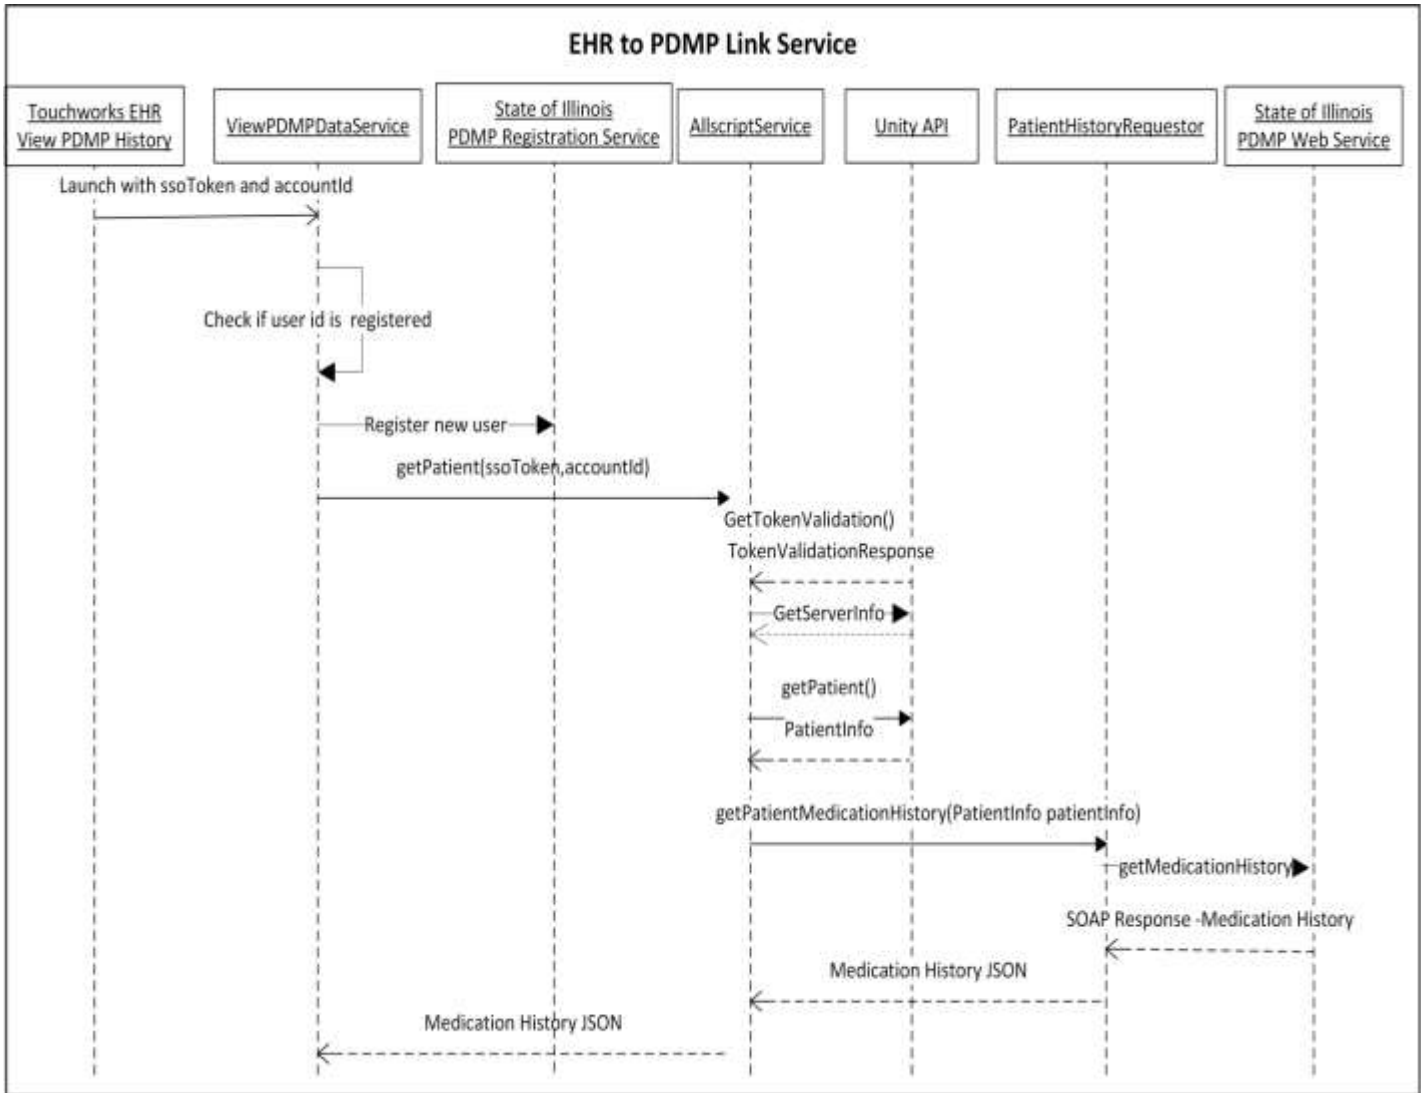 EHR to PDMP Link Service
Touchworks EHR
View PDMP History
ViewPDMPDataService
State of Illinois
PDMP Registration Service
AllscriptService
Unity API
PatientHistoryRequestor
State of Illinois
PDMP Web Service
Launch with ssoToken and accountId
Check if user id is registered
Register new user
getPatient(ssoToken,accountId)
GetTokenValidation()
TokenValidationResponse
GetServerInfo
getPatient()
PatientInfo
getPatientMedicationHistory(PatientInfo patientInfo)
getMedicationHistory
SOAP Response -Medication History
Medication History JSON
Medication History JSON